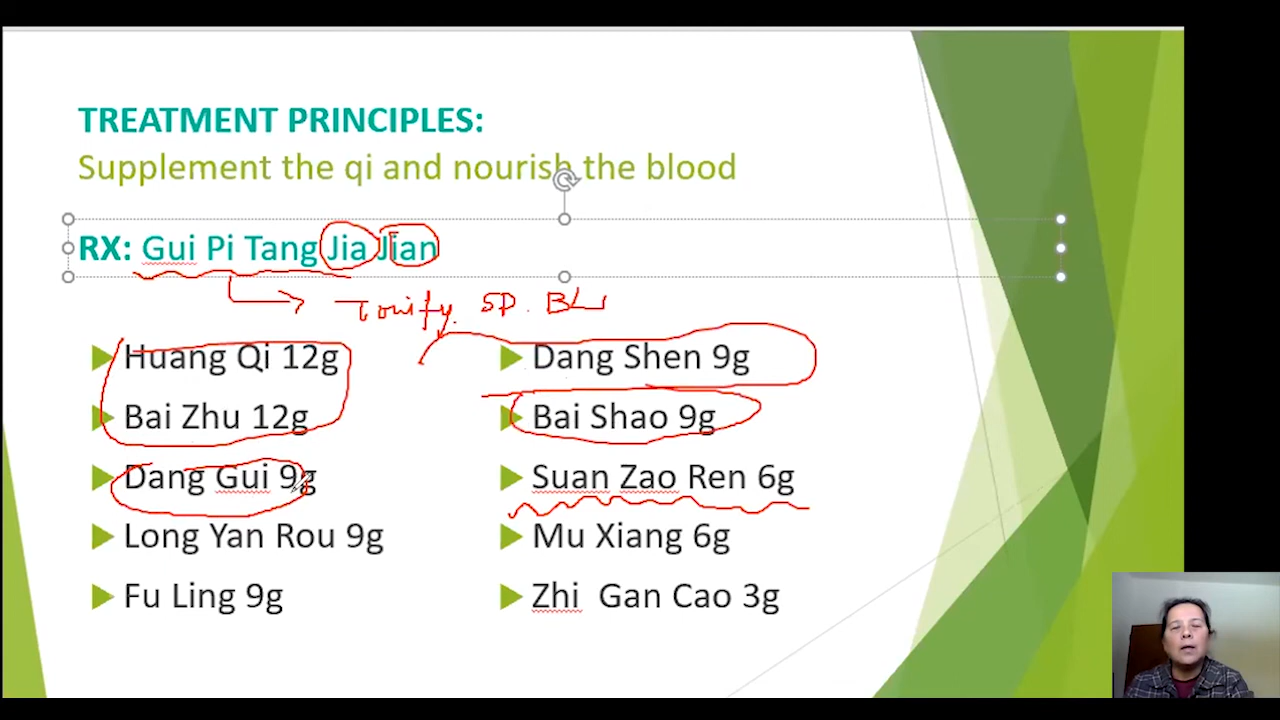 TREATMENT PRINCIPLES:
Supplement the qi and nourish the blood
RX: Gui Pi Tang Jia Jian
Tonify. SP. BL
Huang Qi 12g
Bai Zhu 12g
Dang Gui 9g
Long Yan Rou 9g
Fu Ling 9g
Dang Shen 9g
Bai Shao 9g
Suan Zao Ren 6g
Mu Xiang 6g
Zhi Gan Cao 3g